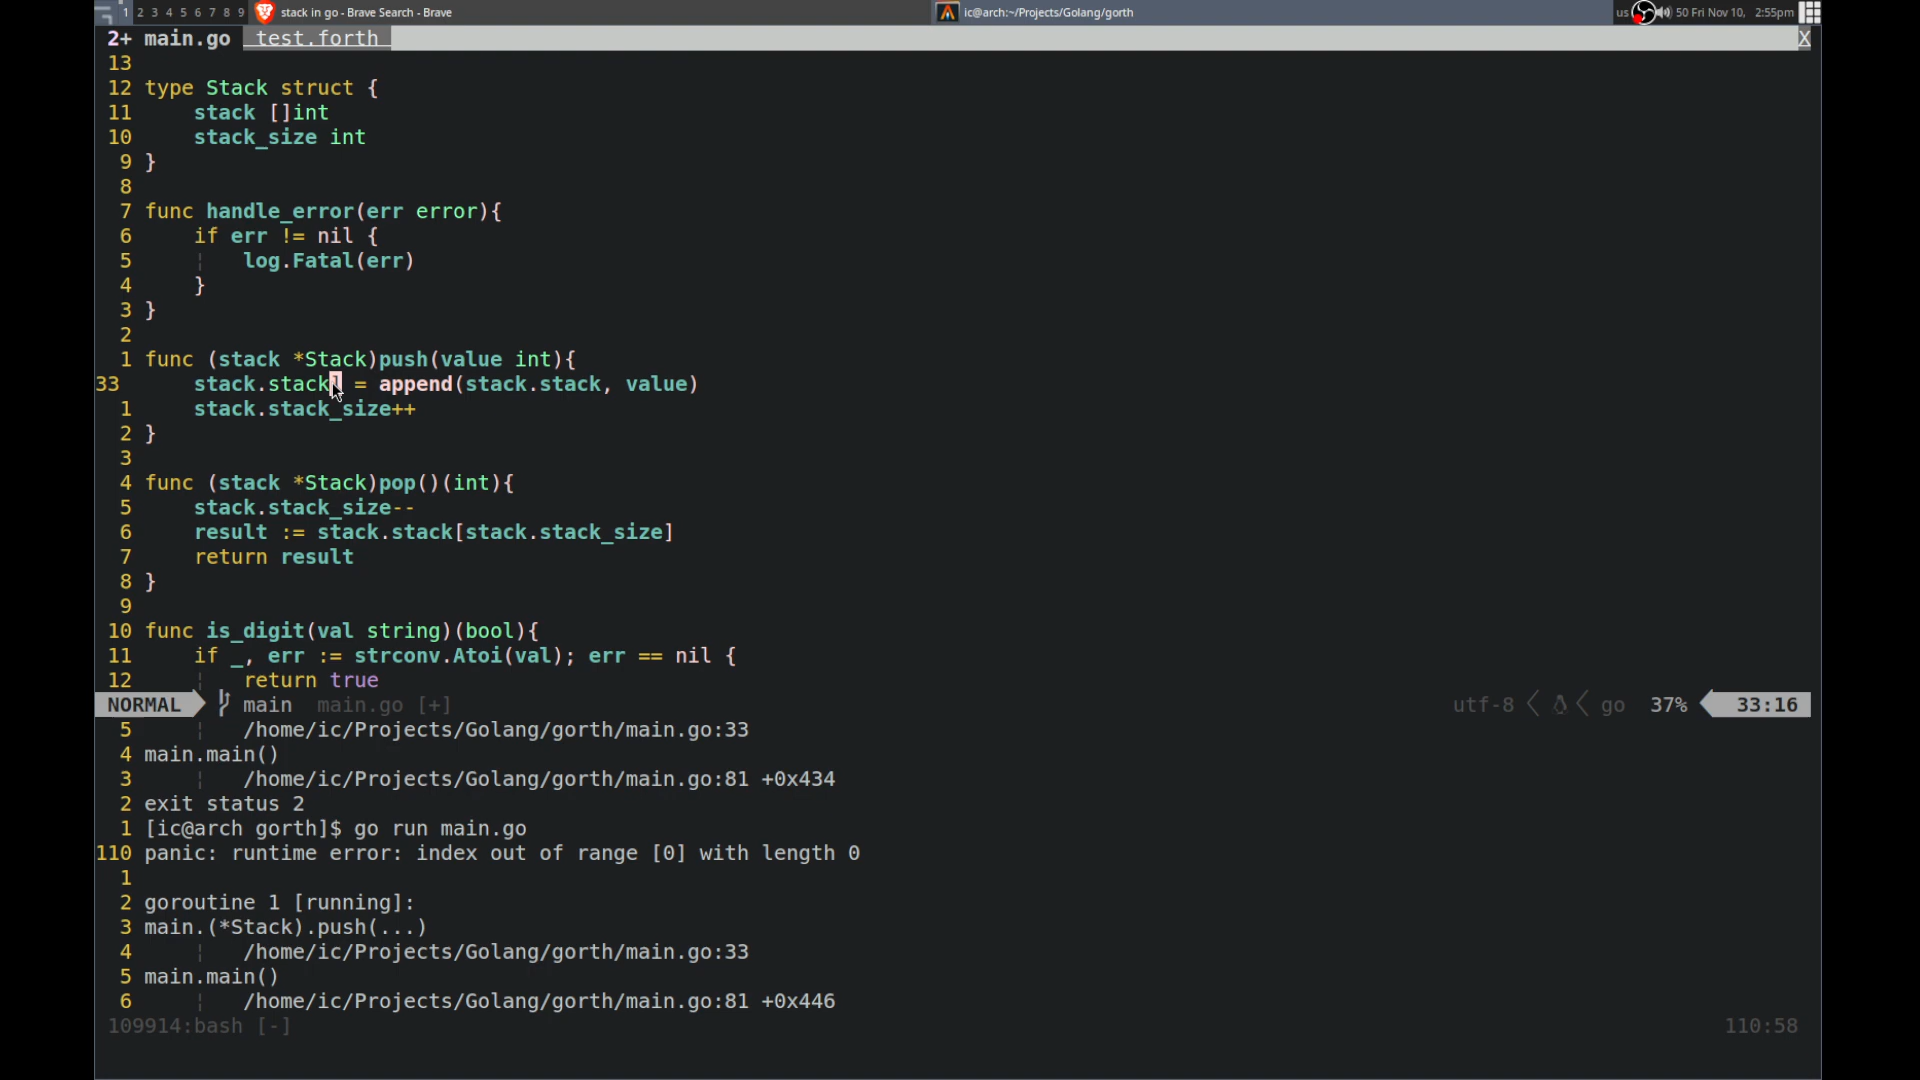 1 2 3 4 5 6 7 8 9 stack in go - Brave Search - Brave ic@arch:~/Projects/Golang/gorth us 50 Fri Nov 10, 2:55pm
2+ main.go test.forth X
13
12 type Stack struct {
11 stack []int
10 stack_size int
9 }
8
7 func handle_error(err error){
6 if err != nil {
5 log.Fatal(err)
4 }
3 }
2
1 func (stack *Stack)push(value int){
33 stack.stack = append(stack.stack, value)
1 stack.stack_size++
2 }
3
4 func (stack *Stack)pop()(int){
5 stack.stack_size--
6 result := stack.stack[stack.stack_size]
7 return result
8 }
9
10 func is_digit(val string)(bool){
11 if _, err := strconv.Atoi(val); err == nil {
12 return true
NORMAL main main.go [+] utf-8 go 37% 33:16
5 /home/ic/Projects/Golang/gorth/main.go:33
4 main.main()
3 /home/ic/Projects/Golang/gorth/main.go:81 +0x434
2 exit status 2
1 [ic@arch gorth]$ go run main.go
110 panic: runtime error: index out of range [0] with length 0
1
2 goroutine 1 [running]:
3 main.(*Stack).push(...)
4 /home/ic/Projects/Golang/gorth/main.go:33
5 main.main()
6 /home/ic/Projects/Golang/gorth/main.go:81 +0x446
109914:bash [-] 110:58